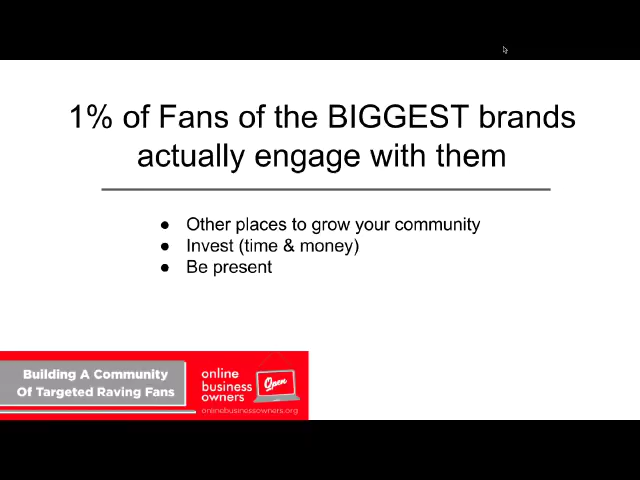 1% of Fans of the BIGGEST brands
actually engage with them
● Other places to grow your community
● Invest (time & money)
● Be present
Building A Community
Of Targeted Raving Fans
online
business
owners
Open
onlinebusinessowners.org